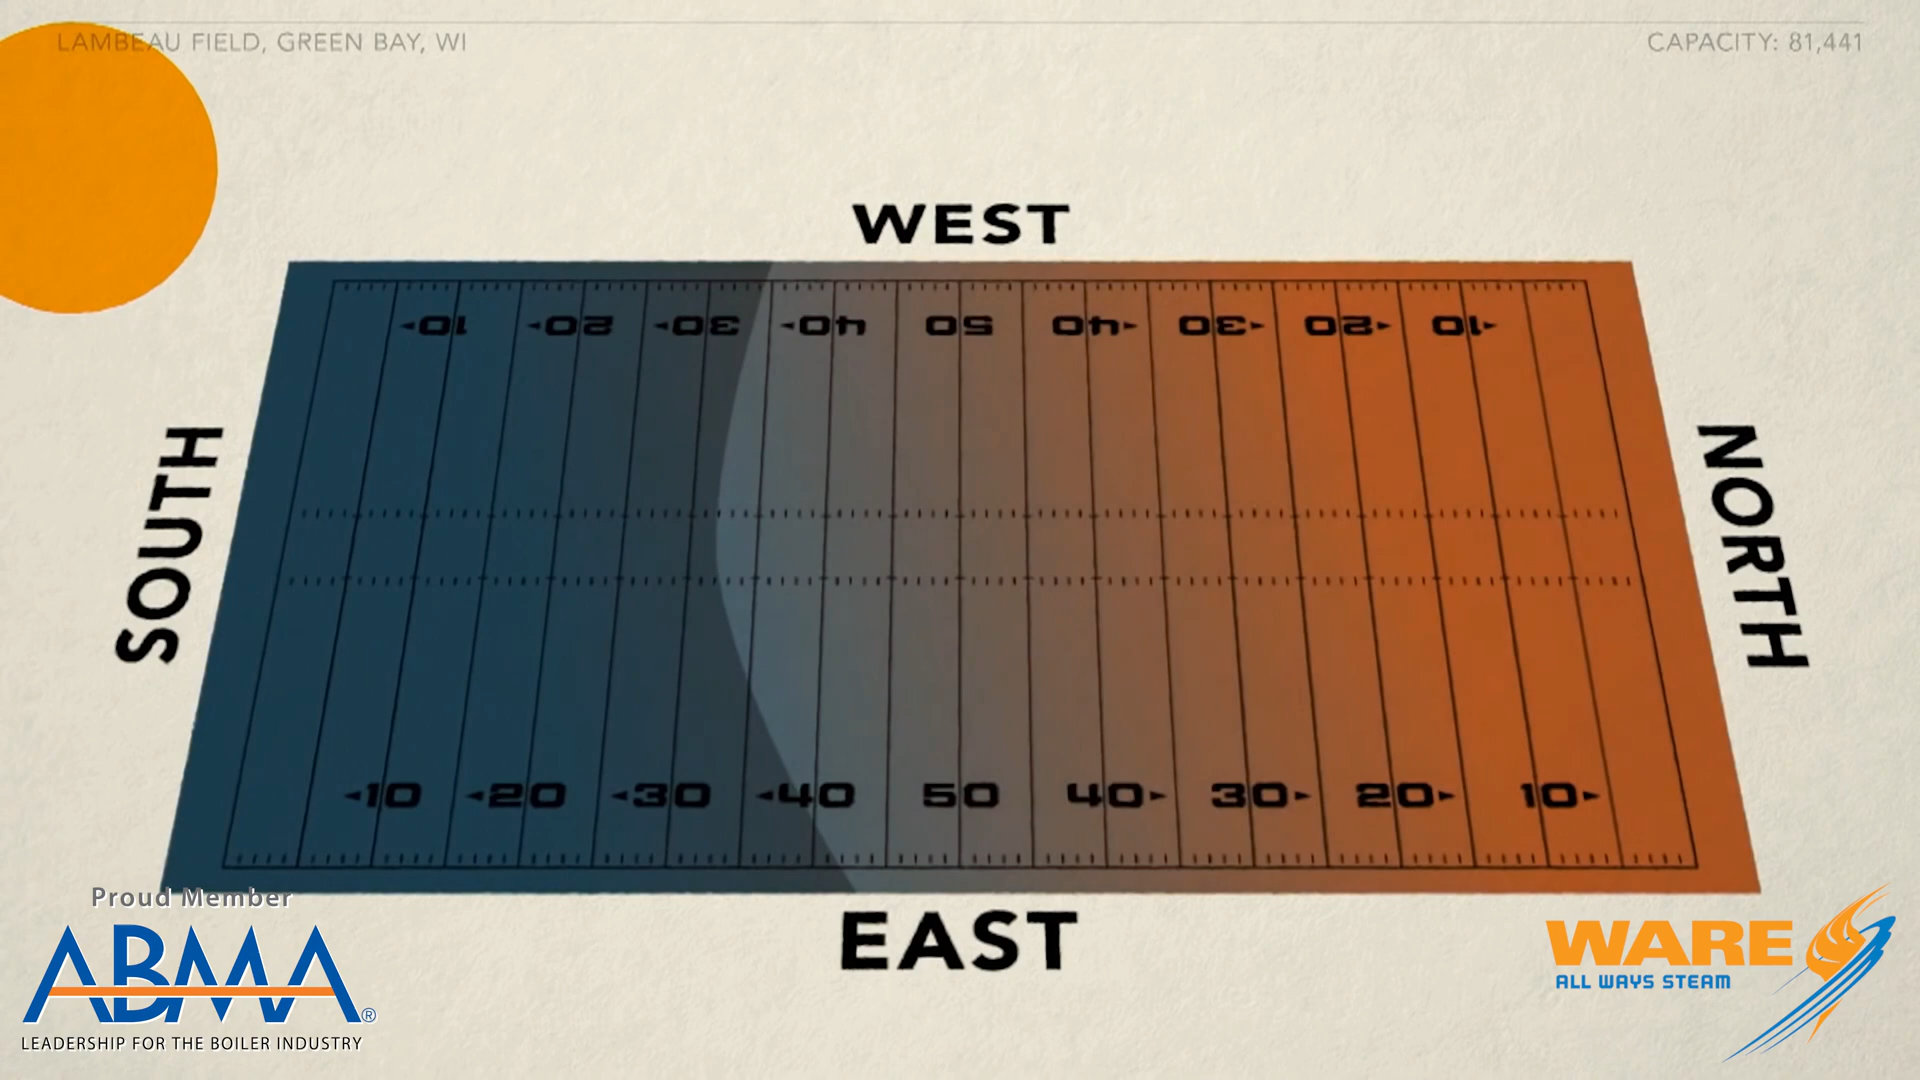 LAMBEAU FIELD, GREEN BAY, WI
CAPACITY: 81,441
WEST
◂10 ◂20 ◂30 ◂40 50 40▸ 30▸ 20▸ 10▸
SOUTH
NORTH
◂10 ◂20 ◂30 ◂40 50 40▸ 30▸ 20▸ 10▸
EAST
Proud Member
ABMA®
LEADERSHIP FOR THE BOILER INDUSTRY
WARE
ALL WAYS STEAM